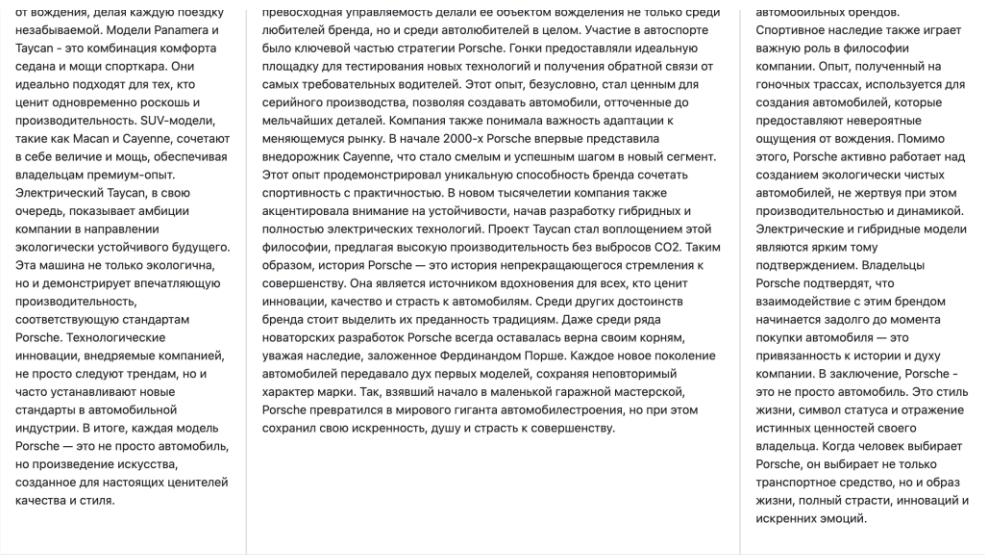 от вождения, делая каждую поездку
незабываемой. Модели Panamera и
Taycan - это комбинация комфорта
седана и мощи спорткара. Они
идеально подходят для тех, кто
ценит одновременно роскошь и
производительность. SUV-модели,
такие как Macan и Cayenne, сочетают
в себе величие и мощь, обеспечивая
владельцам премиум-опыт.
Электрический Taycan, в свою
очередь, показывает амбиции
компании в направлении
экологически устойчивого будущего.
Эта машина не только экологична,
но и демонстрирует впечатляющую
производительность,
соответствующую стандартам
Porsche. Технологические
инновации, внедряемые компанией,
не просто следуют трендам, но и
часто устанавливают новые
стандарты в автомобильной
индустрии. В итоге, каждая модель
Porsche — это не просто автомобиль,
но произведение искусства,
созданное для настоящих ценителей
качества и стиля.
превосходная управляемость делали ее объектом вожделения не только среди
любителей бренда, но и среди автолюбителей в целом. Участие в автоспорте
было ключевой частью стратегии Porsche. Гонки предоставляли идеальную
площадку для тестирования новых технологий и получения обратной связи от
самых требовательных водителей. Этот опыт, безусловно, стал ценным для
серийного производства, позволяя создавать автомобили, отточенные до
мельчайших деталей. Компания также понимала важность адаптации к
меняющемуся рынку. В начале 2000-х Porsche впервые представила
внедорожник Cayenne, что стало смелым и успешным шагом в новый сегмент.
Этот опыт продемонстрировал уникальную способность бренда сочетать
спортивность с практичностью. В новом тысячелетии компания также
акцентировала внимание на устойчивости, начав разработку гибридных и
полностью электрических технологий. Проект Taycan стал воплощением этой
философии, предлагая высокую производительность без выбросов CO2. Таким
образом, история Porsche — это история непрекращающегося стремления к
совершенству. Она является источником вдохновения для всех, кто ценит
инновации, качество и страсть к автомобилям. Среди других достоинств
бренда стоит выделить их преданность традициям. Даже среди ряда
новаторских разработок Porsche всегда оставалась верна своим корням,
уважая наследие, заложенное Фердинандом Порше. Каждое новое поколение
автомобилей передавало дух первых моделей, сохраняя неповторимый
характер марки. Так, взявший начало в маленькой гаражной мастерской,
Porsche превратился в мирового гиганта автомобилестроения, но при этом
сохранил свою искренность, душу и страсть к совершенству.
автомобильных брендов.
Спортивное наследие также играет
важную роль в философии
компании. Опыт, полученный на
гоночных трассах, используется для
создания автомобилей, которые
предоставляют невероятные
ощущения от вождения. Помимо
этого, Porsche активно работает над
созданием экологически чистых
автомобилей, не жертвуя при этом
производительностью и динамикой.
Электрические и гибридные модели
являются ярким тому
подтверждением. Владельцы
Porsche подтвердят, что
взаимодействие с этим брендом
начинается задолго до момента
покупки автомобиля — это
привязанность к истории и духу
компании. В заключение, Porsche -
это не просто автомобиль. Это стиль
жизни, символ статуса и отражение
истинных ценностей своего
владельца. Когда человек выбирает
Porsche, он выбирает не только
транспортное средство, но и образ
жизни, полный страсти, инноваций и
искренних эмоций.